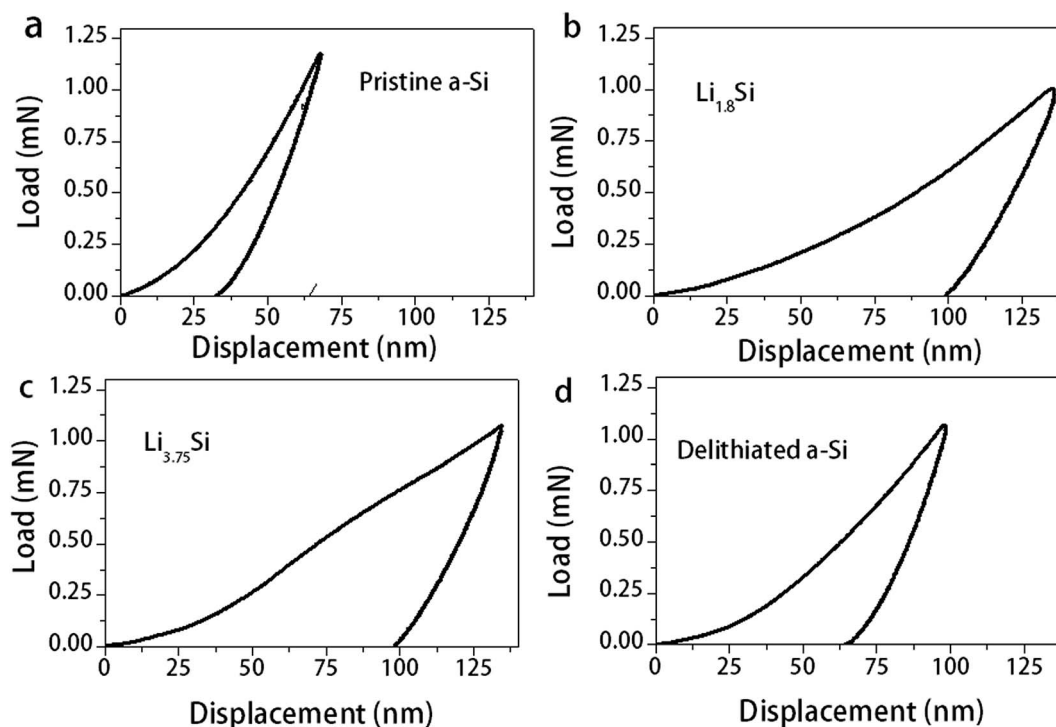 a
1.25
1.00
0.75
0.50
0.25
0.00
Load (mN)
Pristine a-Si
0 25 50 75 100 125
Displacement (nm)
b
1.25
1.00
0.75
0.50
0.25
0.00
Load (mN)
Li1.8Si
0 25 50 75 100 125
Displacement (nm)
c
1.25
1.00
0.75
0.50
0.25
0.00
Load (mN)
Li3.75Si
0 25 50 75 100 125
Displacement (nm)
d
1.25
1.00
0.75
0.50
0.25
0.00
Load (mN)
Delithiated a-Si
0 25 50 75 100 125
Displacement (nm)